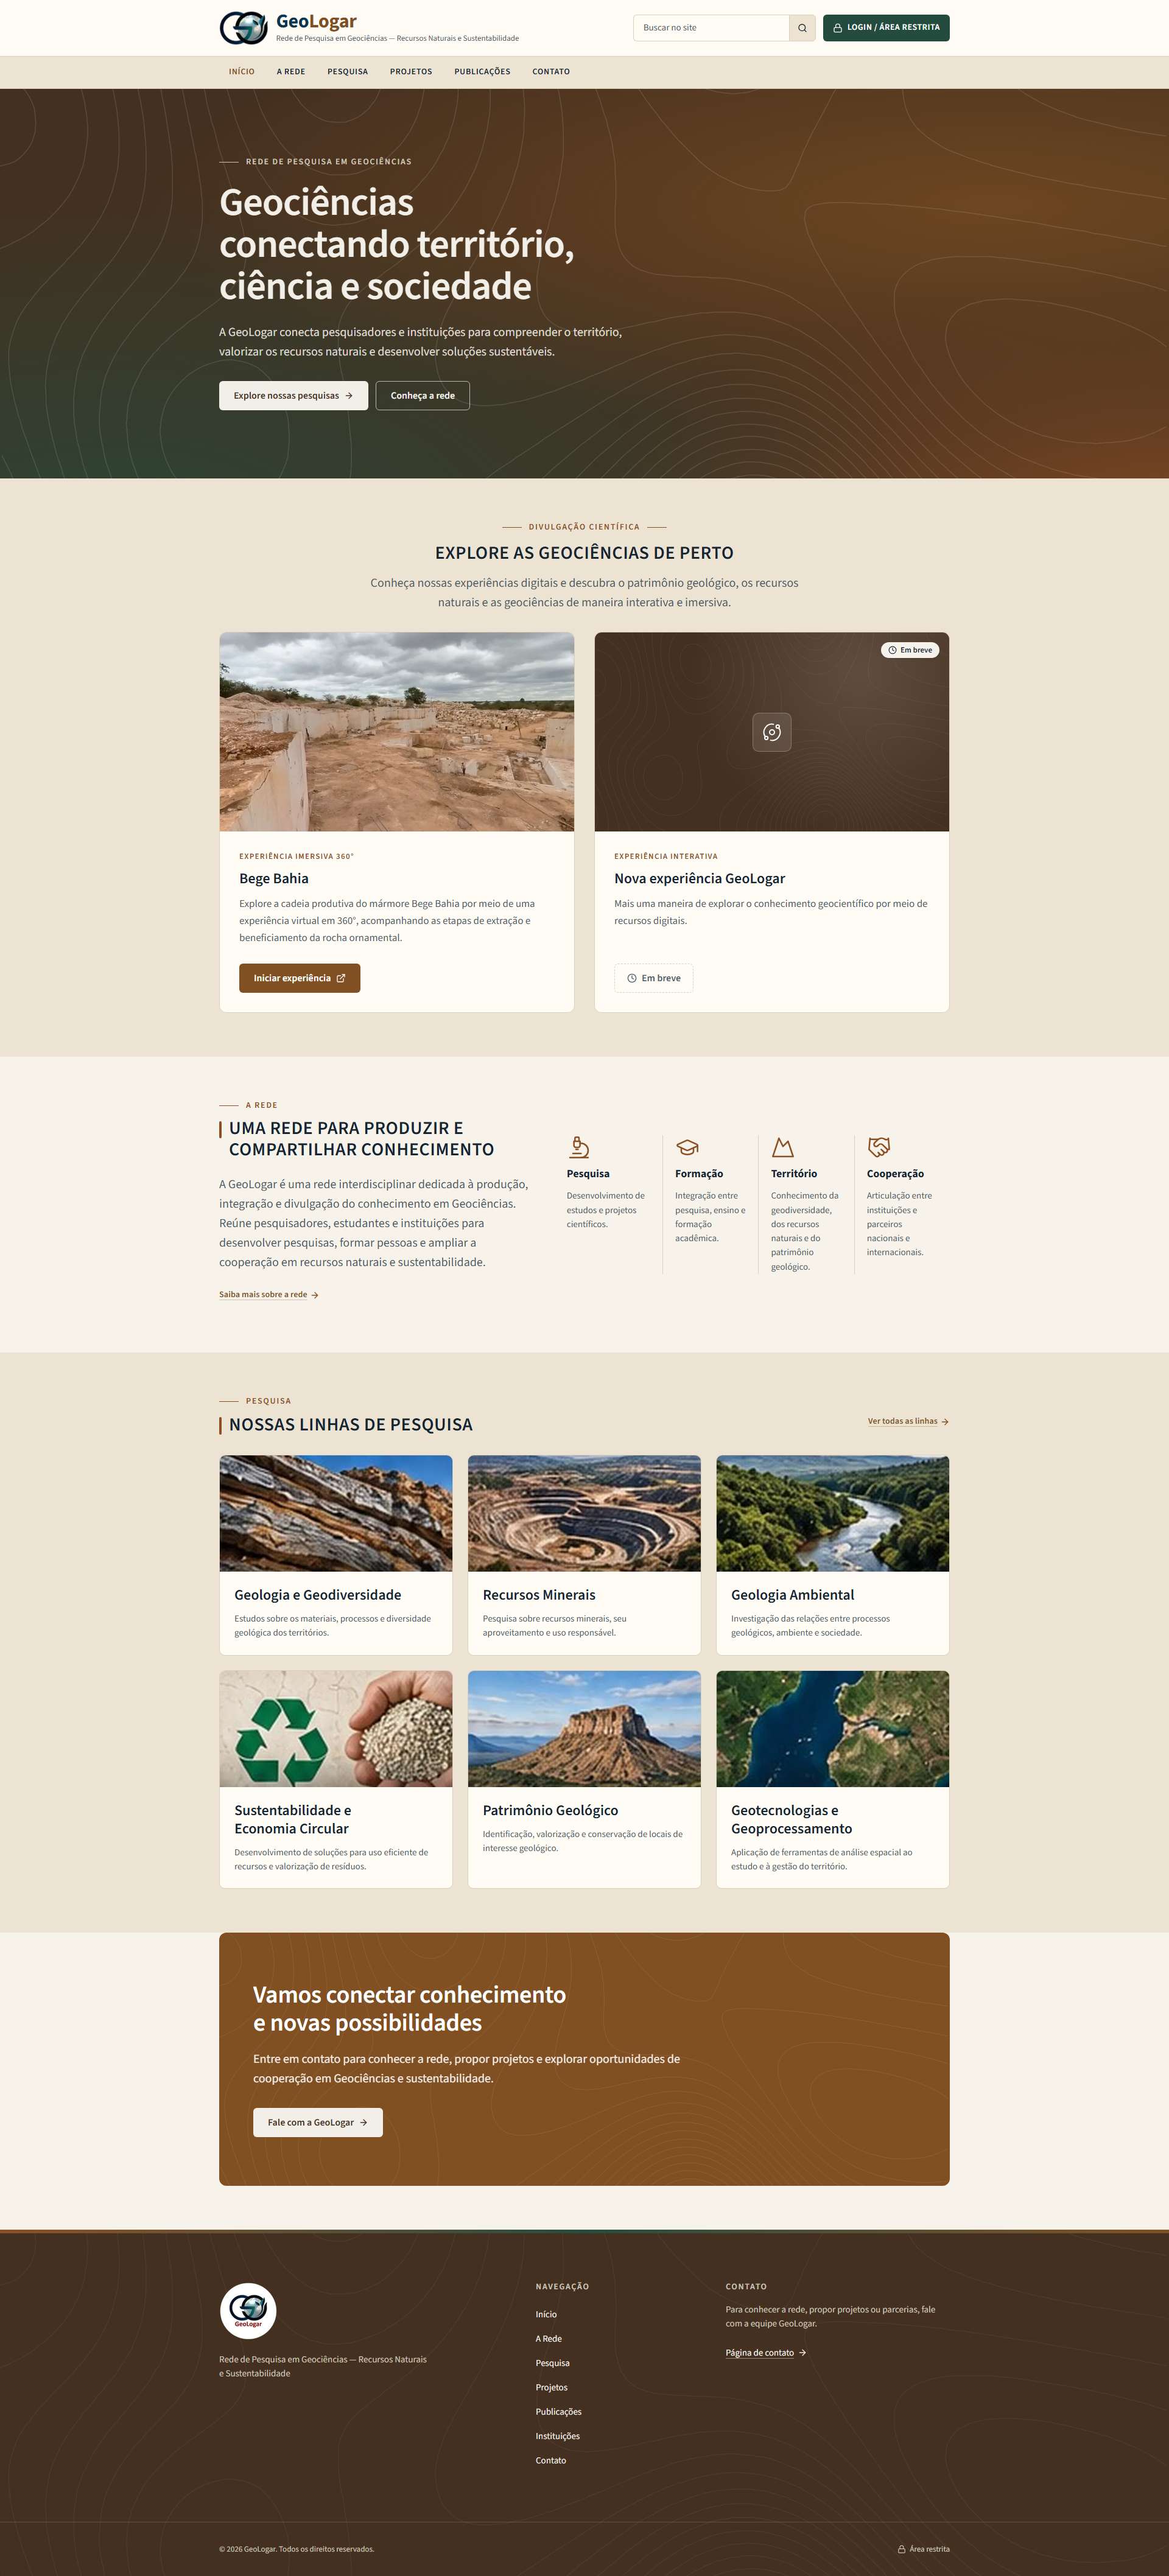 GeoLogar
Rede de Pesquisa em Geociências — Recursos Naturais e Sustentabilidade
Buscar no site
LOGIN / ÁREA RESTRITA
INÍCIO
A REDE
PESQUISA
PROJETOS
PUBLICAÇÕES
CONTATO
REDE DE PESQUISA EM GEOCIÊNCIAS
Geociências
conectando território,
ciência e sociedade
A GeoLogar conecta pesquisadores e instituições para compreender o território,
valorizar os recursos naturais e desenvolver soluções sustentáveis.
Explore nossas pesquisas
Conheça a rede
DIVULGAÇÃO CIENTÍFICA
EXPLORE AS GEOCIÊNCIAS DE PERTO
Conheça nossas experiências digitais e descubra o patrimônio geológico, os recursos
naturais e as geociências de maneira interativa e imersiva.
EXPERIÊNCIA IMERSIVA 360°
Bege Bahia
Explore a cadeia produtiva do mármore Bege Bahia por meio de uma
experiência virtual em 360°, acompanhando as etapas de extração e
beneficiamento da rocha ornamental.
Iniciar experiência
Em breve
EXPERIÊNCIA INTERATIVA
Nova experiência GeoLogar
Mais uma maneira de explorar o conhecimento geocientífico por meio de
recursos digitais.
Em breve
A REDE
UMA REDE PARA PRODUZIR E
COMPARTILHAR CONHECIMENTO
A GeoLogar é uma rede interdisciplinar dedicada à produção,
integração e divulgação do conhecimento em Geociências.
Reúne pesquisadores, estudantes e instituições para
desenvolver pesquisas, formar pessoas e ampliar a
cooperação em recursos naturais e sustentabilidade.
Saiba mais sobre a rede
Pesquisa
Desenvolvimento de
estudos e projetos
científicos.
Formação
Integração entre
pesquisa, ensino e
formação
acadêmica.
Território
Conhecimento da
geodiversidade,
dos recursos
naturais e do
patrimônio
geológico.
Cooperação
Articulação entre
instituições e
parceiros
nacionais e
internacionais.
PESQUISA
NOSSAS LINHAS DE PESQUISA
Ver todas as linhas
Geologia e Geodiversidade
Estudos sobre os materiais, processos e diversidade
geológica dos territórios.
Recursos Minerais
Pesquisa sobre recursos minerais, seu
aproveitamento e uso responsável.
Geologia Ambiental
Investigação das relações entre processos
geológicos, ambiente e sociedade.
Sustentabilidade e
Economia Circular
Desenvolvimento de soluções para uso eficiente de
recursos e valorização de resíduos.
Patrimônio Geológico
Identificação, valorização e conservação de locais de
interesse geológico.
Geotecnologias e
Geoprocessamento
Aplicação de ferramentas de análise espacial ao
estudo e à gestão do território.
Vamos conectar conhecimento
e novas possibilidades
Entre em contato para conhecer a rede, propor projetos e explorar oportunidades de
cooperação em Geociências e sustentabilidade.
Fale com a GeoLogar
GeoLogar
Rede de Pesquisa em Geociências — Recursos Naturais
e Sustentabilidade
NAVEGAÇÃO
Início
A Rede
Pesquisa
Projetos
Publicações
Instituições
Contato
CONTATO
Para conhecer a rede, propor projetos ou parcerias, fale
com a equipe GeoLogar.
Página de contato
© 2026 GeoLogar. Todos os direitos reservados.
Área restrita